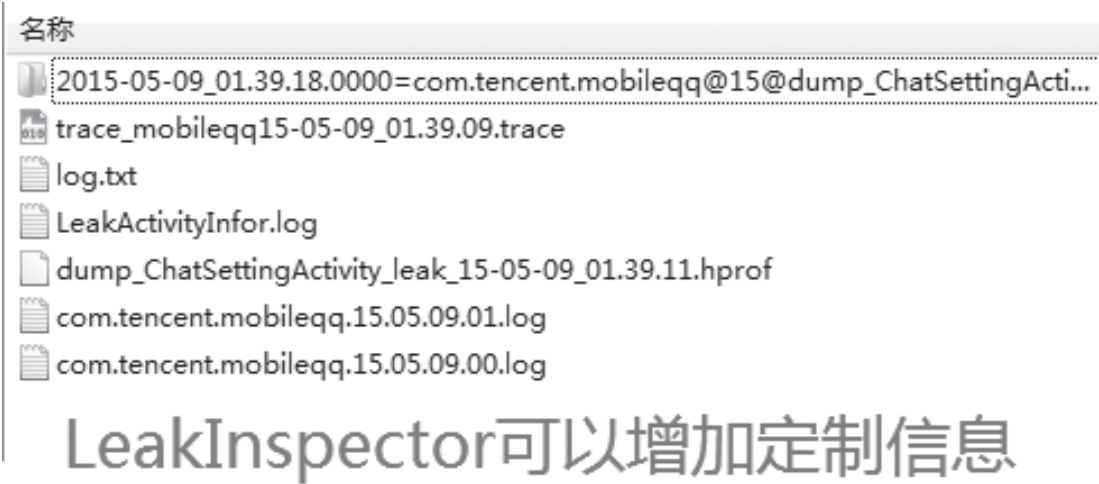 名称
2015-05-09_01.39.18.0000=com.tencent.mobileqq@15@dump_ChatSettingActi...
trace_mobileqq15-05-09_01.39.09.trace
log.txt
LeakActivityInfor.log
dump_ChatSettingActivity_leak_15-05-09_01.39.11.hprof
com.tencent.mobileqq.15.05.09.01.log
com.tencent.mobileqq.15.05.09.00.log
LeakInspector可以增加定制信息